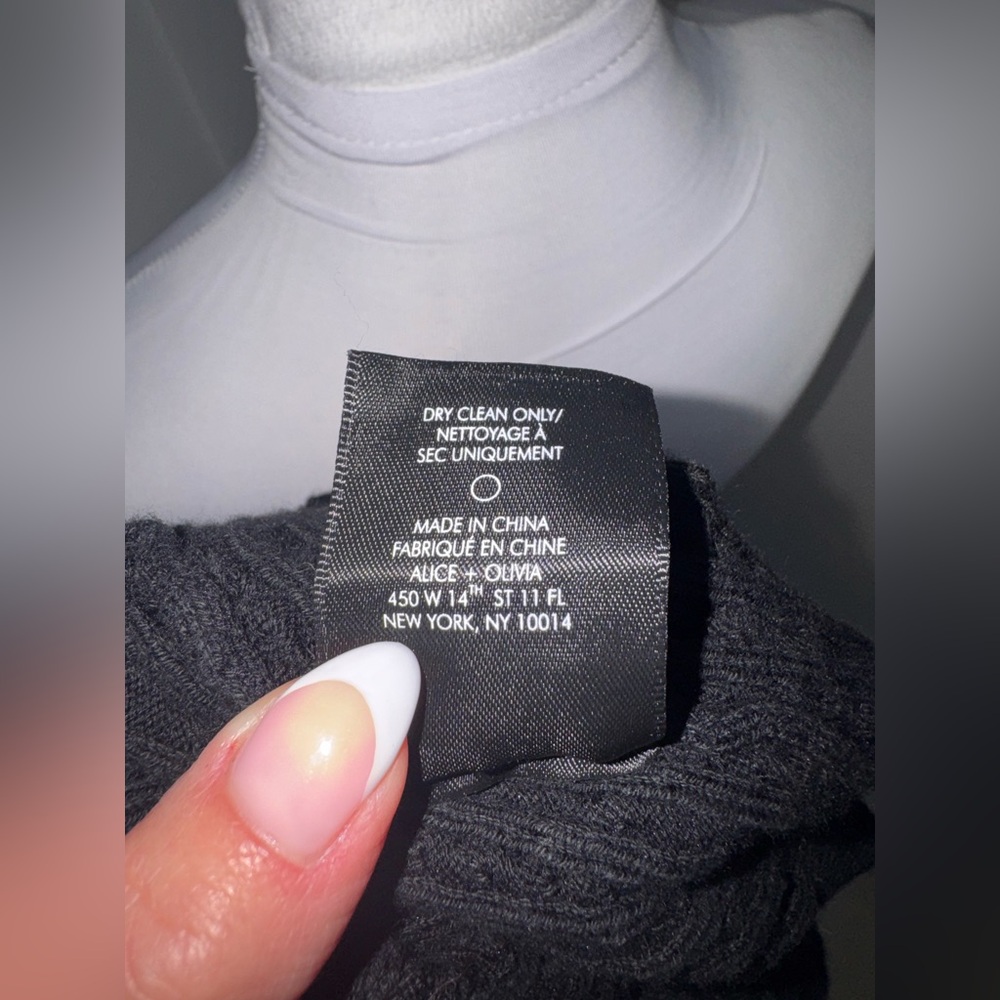 DRY CLEAN ONLY/
NETTOYAGE À
SEC UNIQUEMENT
MADE IN CHINA
FABRIQUÉ EN CHINE
ALICE + OLIVIA
450 W 14TH ST 11 FL
NEW YORK, NY 10014